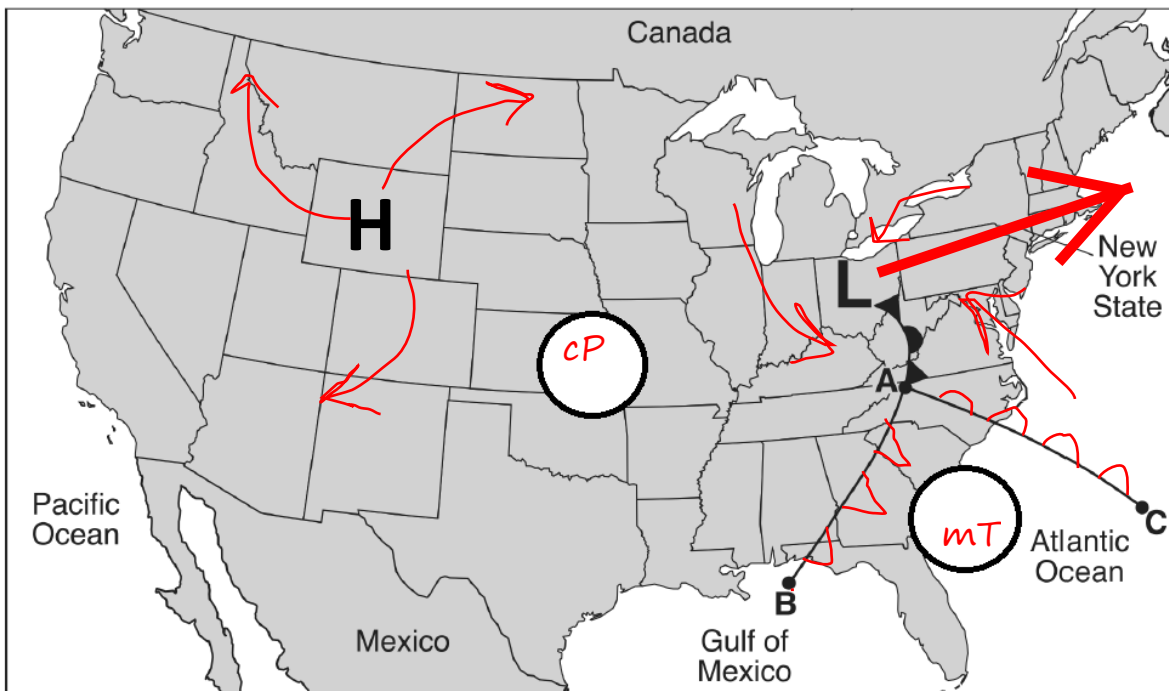 Canada
H
New
York
State
L
cP
A
Pacific
Ocean
mT
C
Atlantic
Ocean
B
Mexico
Gulf of
Mexico